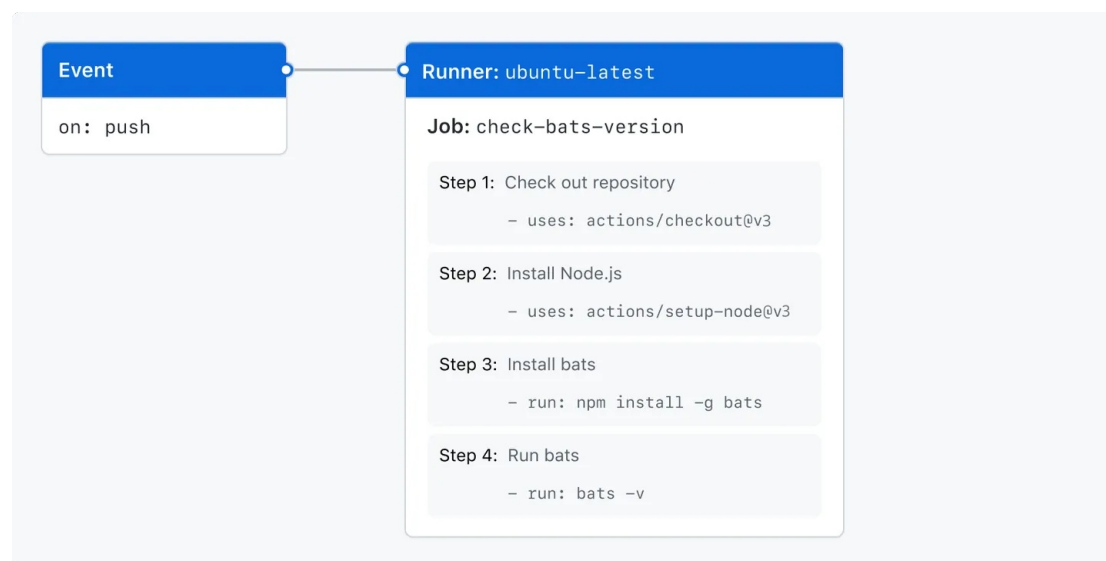 Event
on: push
Runner: ubuntu-latest
Job: check-bats-version
Step 1: Check out repository
- uses: actions/checkout@v3
Step 2: Install Node.js
- uses: actions/setup-node@v3
Step 3: Install bats
- run: npm install -g bats
Step 4: Run bats
- run: bats -v